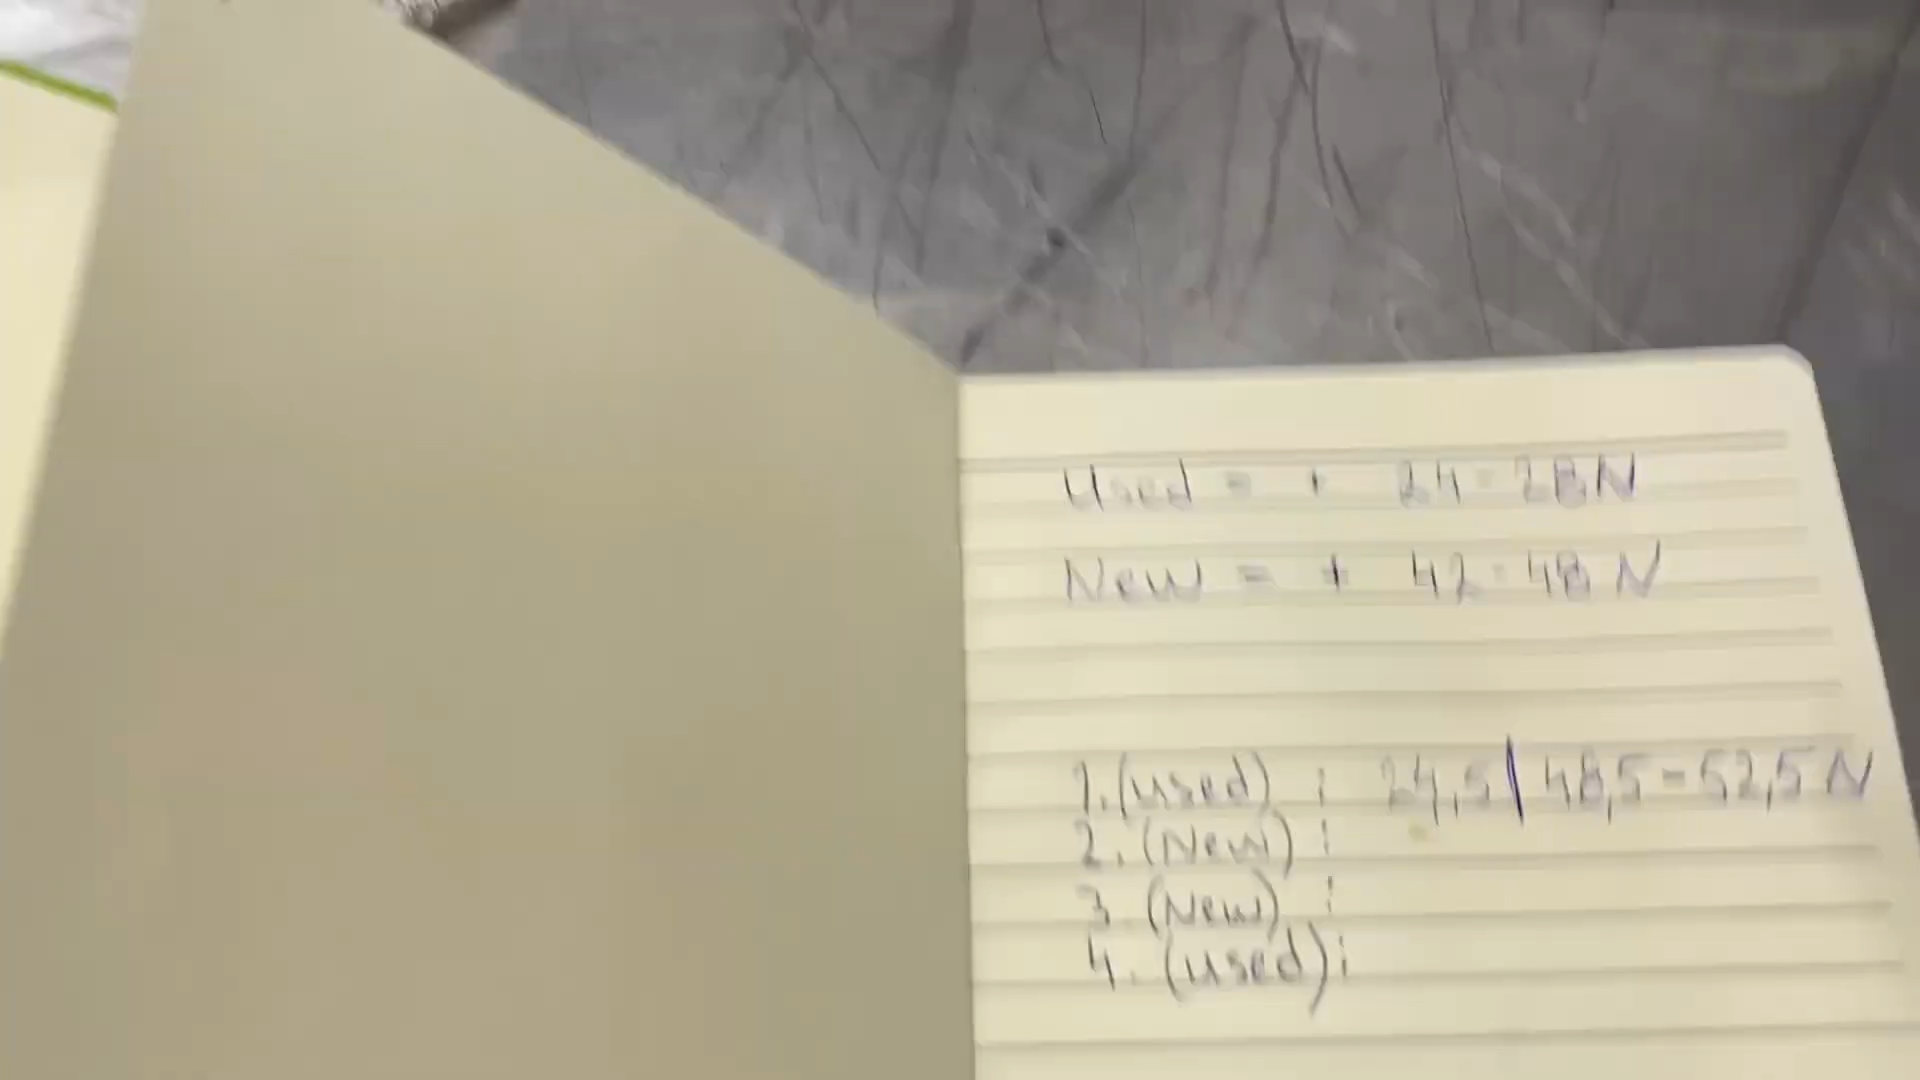 Used = + 24-28N
New = + 42-48 N
1.(used) : 24,5| 48,5-52,5 N
2. (New) :
3. (New) :
4. (used) :